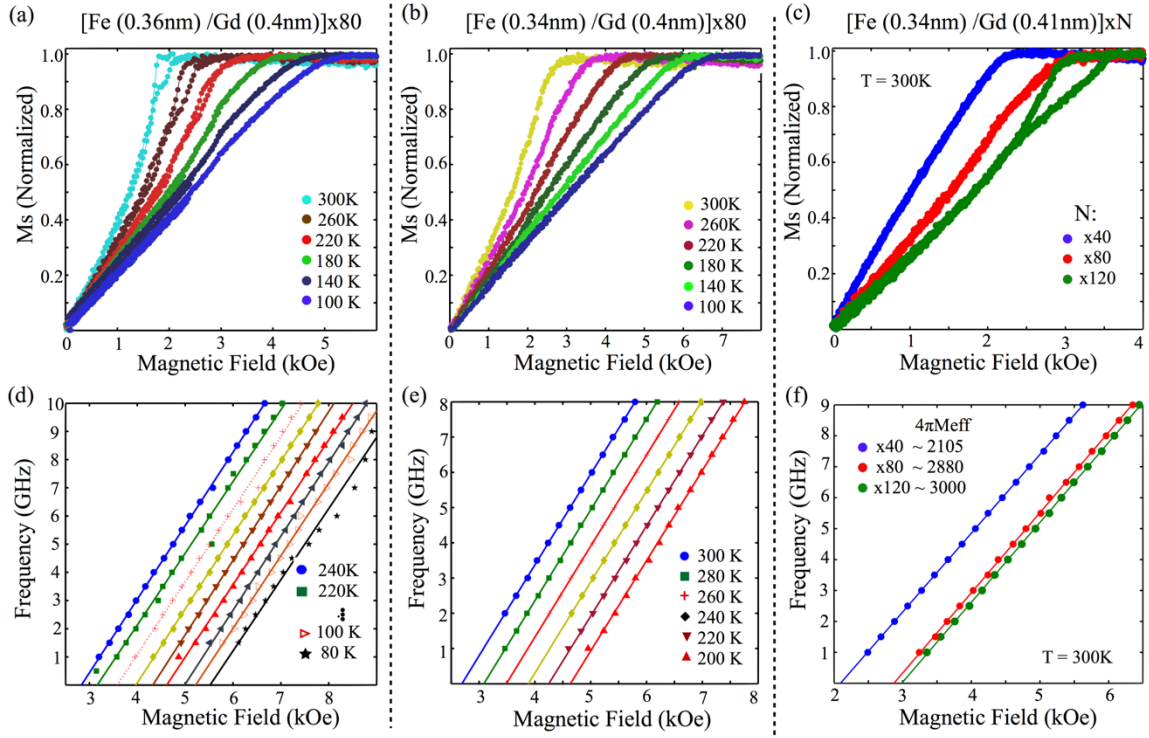 (a) [Fe (0.36nm) /Gd (0.4nm)]x80
Ms (Normalized)
1.0
0.8
0.6
0.4
0.2
300K
260K
220 K
180 K
140 K
100 K
0 1 2 3 4 5
Magnetic Field (kOe)
(b) [Fe (0.34nm) /Gd (0.4nm)]x80
Ms (Normalized)
1.0
0.8
0.6
0.4
0.2
300K
260K
220 K
180 K
140 K
100 K
0 1 2 3 4 5 6 7
Magnetic Field (kOe)
(c) [Fe (0.34nm) /Gd (0.41nm)]xN
Ms (Normalized)
1.0
0.8
0.6
0.4
0.2
T = 300K
N:
x40
x80
x120
0 1 2 3 4
Magnetic Field (kOe)
(d)
Frequency (GHz)
10
9
8
7
6
5
4
3
2
1
240K
220K
100 K
80 K
3 4 5 6 7 8
Magnetic Field (kOe)
(e)
Frequency (GHz)
8
7
6
5
4
3
2
1
300 K
280 K
260 K
240 K
220 K
200 K
3 4 5 6 7 8
Magnetic Field (kOe)
(f)
Frequency (GHz)
9
8
7
6
5
4
3
2
1
0
4πMeff
x40 ~ 2105
x80 ~ 2880
x120 ~ 3000
T = 300K
2 3 4 5 6
Magnetic Field (kOe)